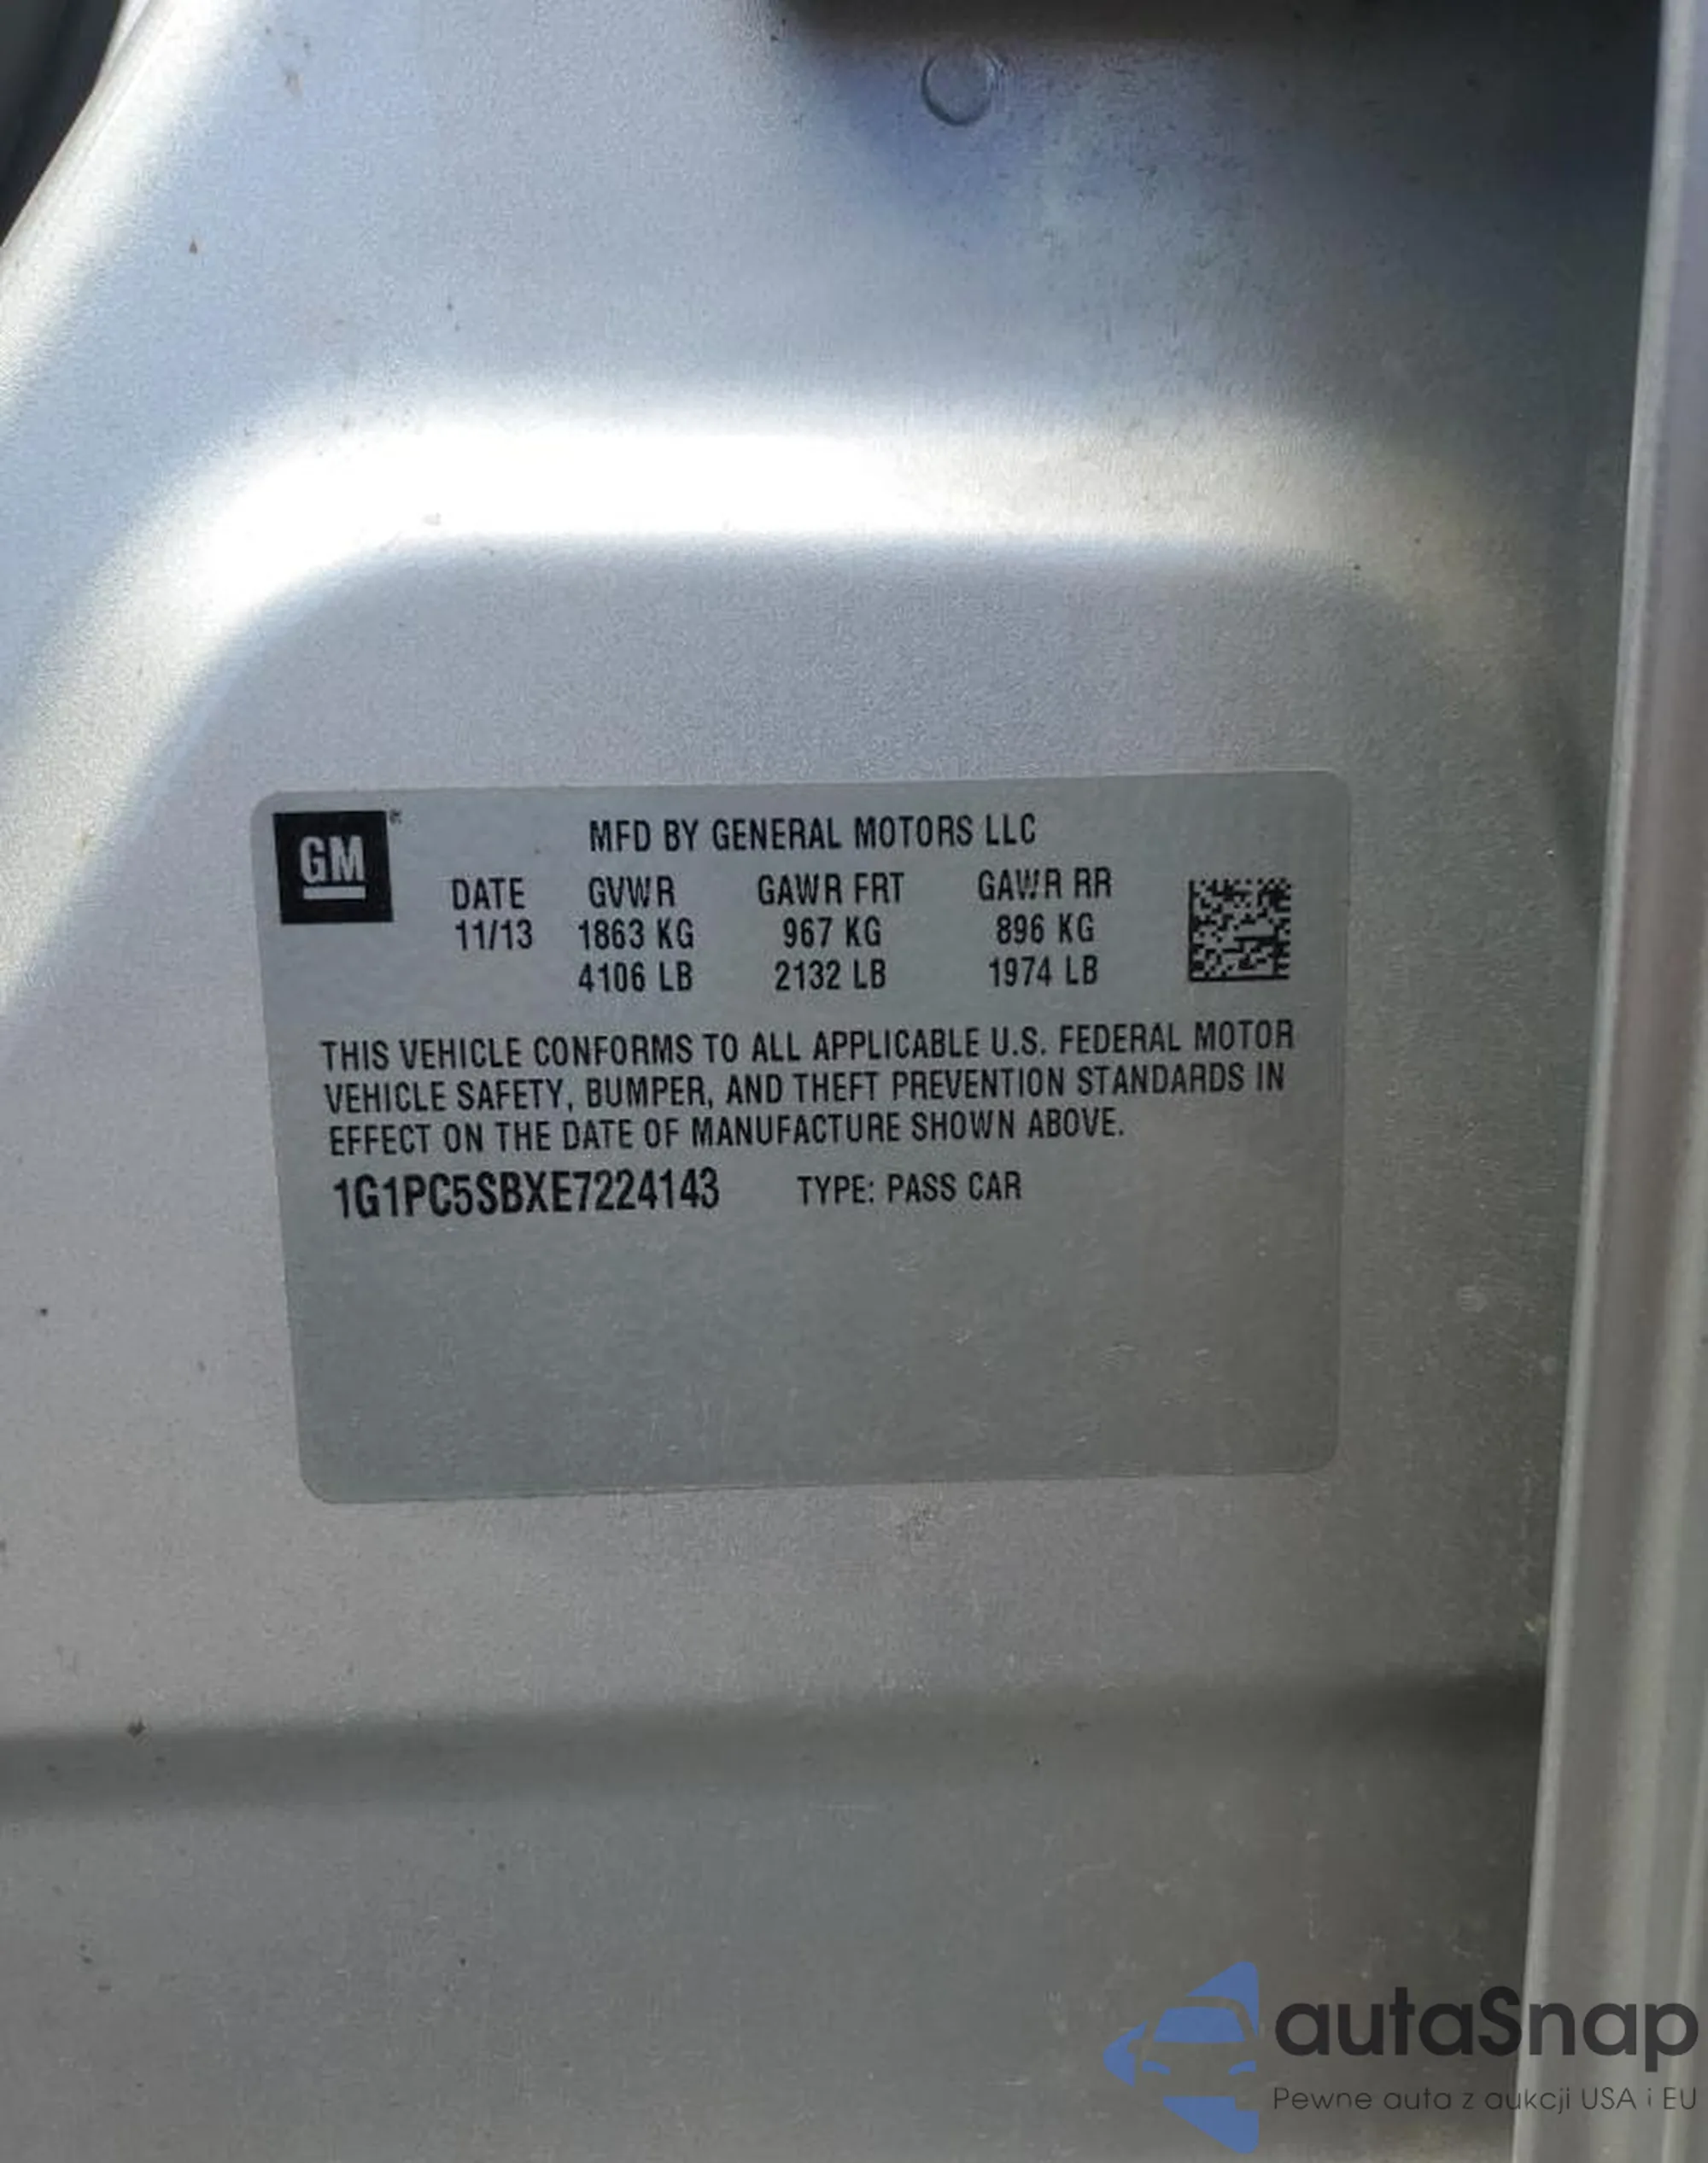 GM
MFD BY GENERAL MOTORS LLC
DATE GVWR GAWR FRT GAWR RR
11/13 1863 KG 967 KG 896 KG
4106 LB 2132 LB 1974 LB
THIS VEHICLE CONFORMS TO ALL APPLICABLE U.S. FEDERAL MOTOR
VEHICLE SAFETY, BUMPER, AND THEFT PREVENTION STANDARDS IN
EFFECT ON THE DATE OF MANUFACTURE SHOWN ABOVE.
1G1PC5SBXE7224143 TYPE: PASS CAR
autaSnap
Pewne auta z aukcji USA i EU